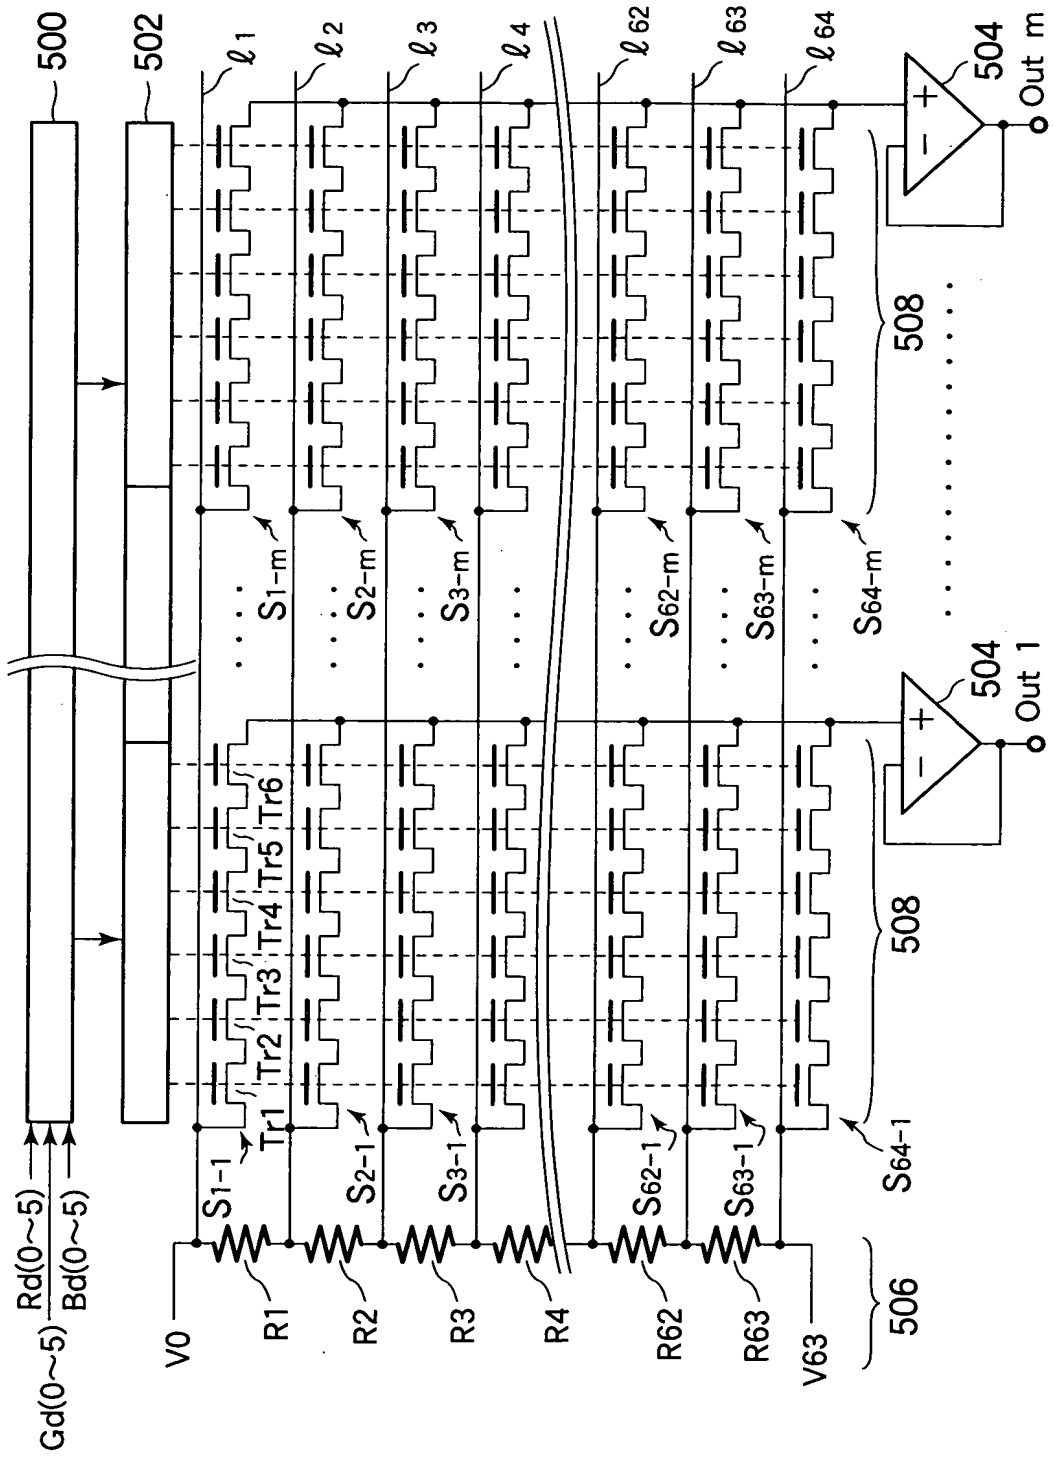 500
502
Rd(0~5)
Gd(0~5)
Bd(0~5)
V0
ℓ1
ℓ2
ℓ3
ℓ4
ℓ62
ℓ63
ℓ64
S1-1
Tr1
Tr2
Tr3
Tr4
Tr5
Tr6
S1-m
R1
S2-1
S2-m
R2
S3-1
S3-m
R3
R4
S62-1
S62-m
R62
S63-1
S63-m
R63
V63
S64-1
S64-m
506
508
508
+
-
504
Out 1
+
-
504
Out m